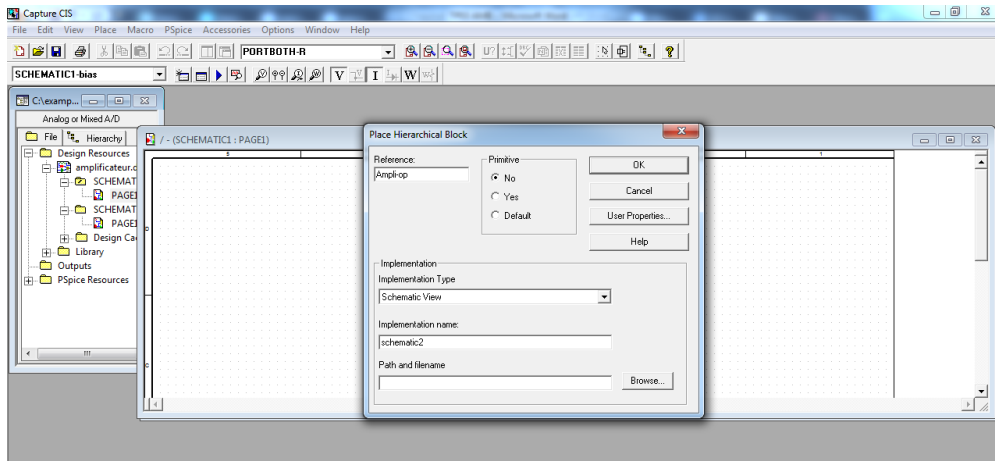 Capture CIS
File Edit View Place Macro PSpice Accessories Options Window Help
PORTBOTH-R
U?
SCHEMATIC1-bias
V I W
C:\examp...
Analog or Mixed A/D
File Hierarchy
Design Resources
amplificateur.c
SCHEMAT
PAGE1
SCHEMAT
PAGE1
Design Ca
Library
Outputs
PSpice Resources
/ - (SCHEMATIC1 : PAGE1)
5
1
D
C
Place Hierarchical Block
Reference:
Ampli-op
Primitive
No
Yes
Default
OK
Cancel
User Properties...
Help
Implementation
Implementation Type
Schematic View
Implementation name:
schematic2
Path and filename
Browse...